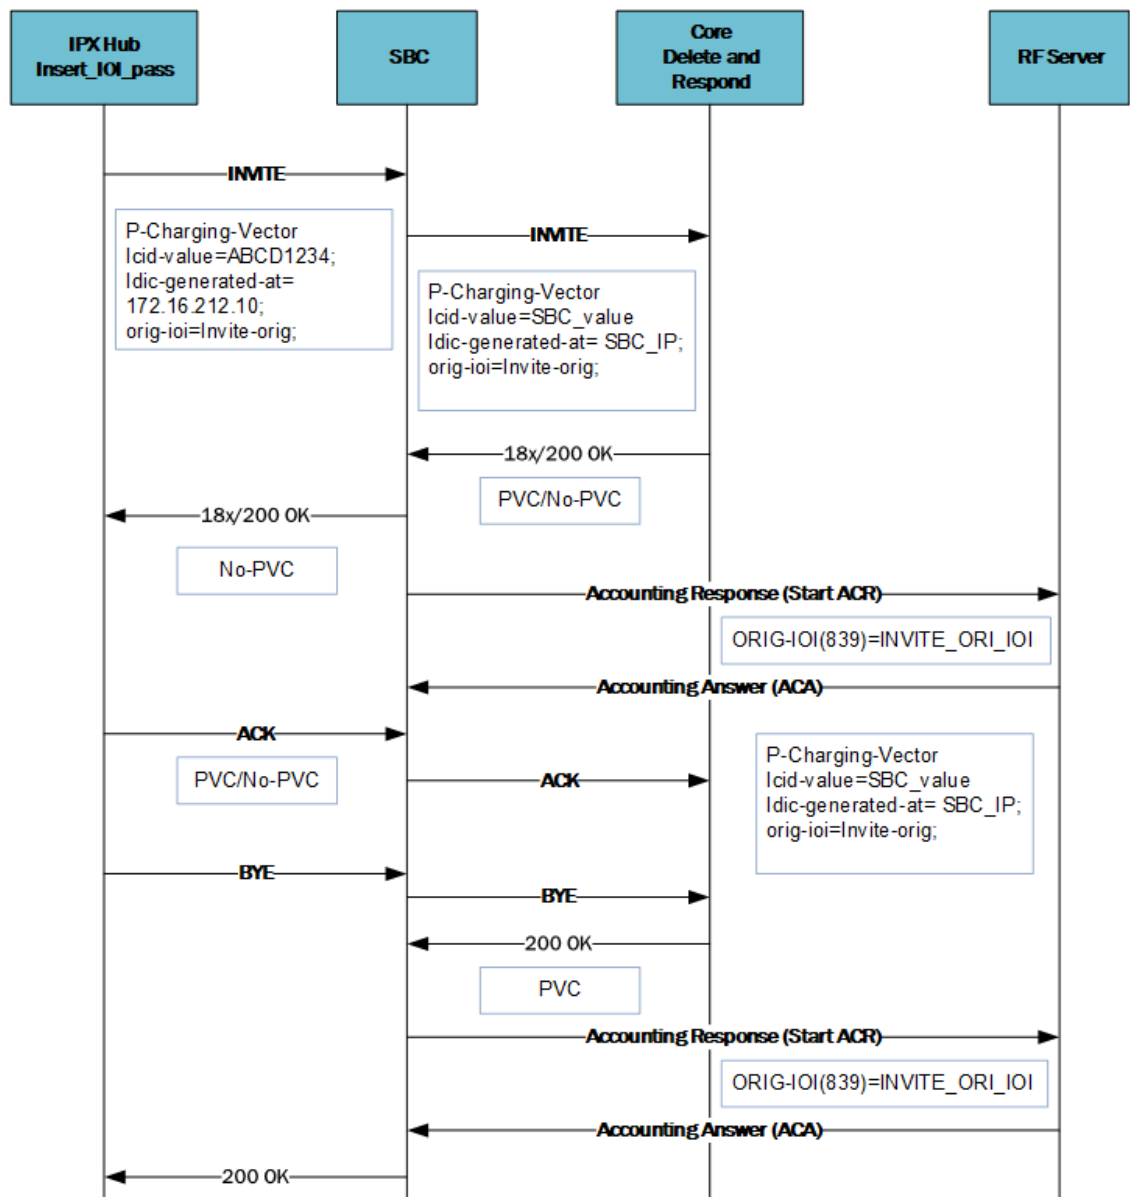 IPX Hub
Insert_IOI_pass
SBC
Core
Delete and
Respond
RF Server
INVITE
P-Charging-Vector
Icid-value=ABCD1234;
Idic-generated-at=
172.16.212.10;
orig-ioi=Invite-orig;
INVITE
P-Charging-Vector
Icid-value=SBC_value
Idic-generated-at= SBC_IP;
orig-ioi=Invite-orig;
18x/200 OK
PVC/No-PVC
18x/200 OK
No-PVC
Accounting Response (Start ACR)
ORIG-IOI(839)=INVITE_ORI_IOI
Accounting Answer (ACA)
ACK
PVC/No-PVC
ACK
P-Charging-Vector
Icid-value=SBC_value
Idic-generated-at= SBC_IP;
orig-ioi=Invite-orig;
BYE
BYE
200 OK
PVC
Accounting Response (Start ACR)
ORIG-IOI(839)=INVITE_ORI_IOI
Accounting Answer (ACA)
200 OK